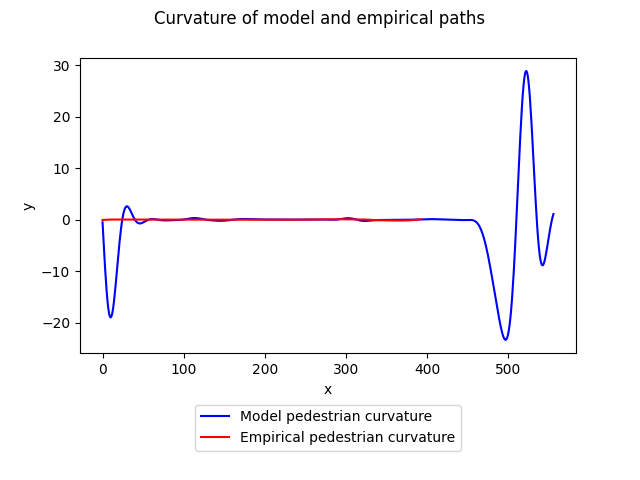 Curvature of model and empirical paths
30
20
10
0
−10
−20
y
0 100 200 300 400 500
x
Model pedestrian curvature
Empirical pedestrian curvature